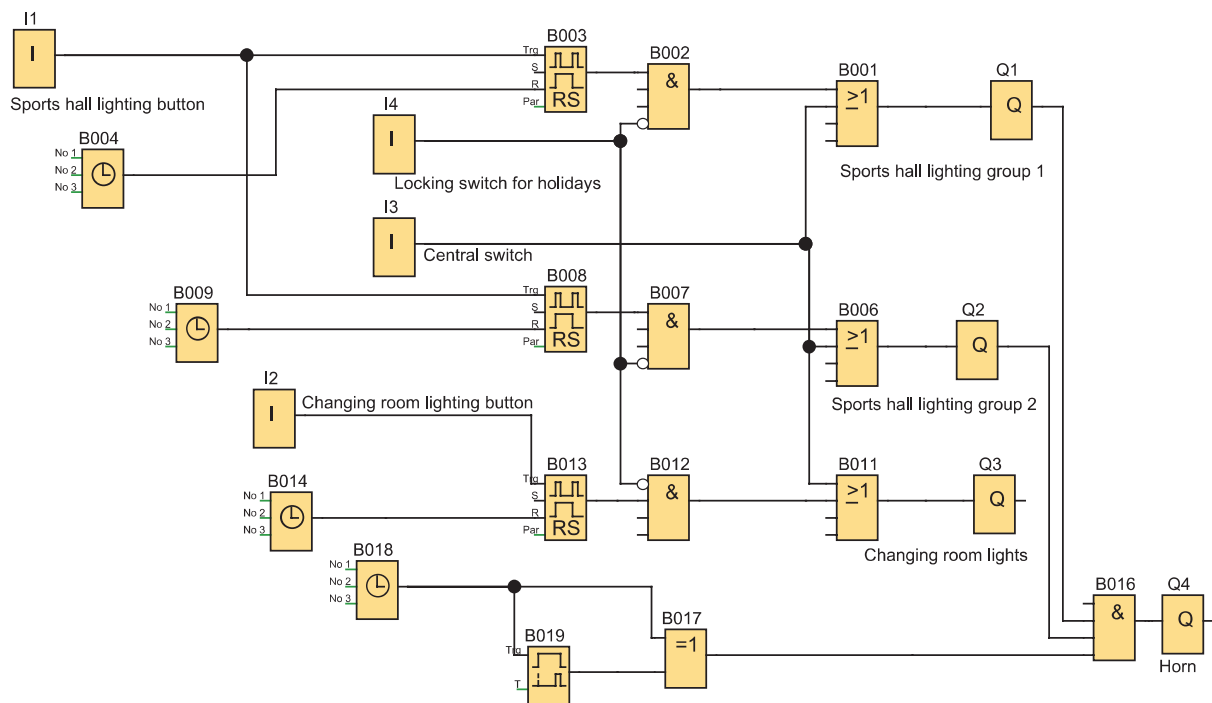 I1
I
Sports hall lighting button
B004
No 1
No 2
No 3
B003
Trg
S
R
Par
RS
B002
&
I4
I
Locking switch for holidays
I3
I
Central switch
B001
≥1
Q1
Q
Sports hall lighting group 1
B009
No 1
No 2
No 3
B008
Trg
S
R
Par
RS
B007
&
B006
≥1
Q2
Q
Sports hall lighting group 2
I2
I
Changing room lighting button
B014
No 1
No 2
No 3
B013
Trg
S
R
Par
RS
B012
&
B011
≥1
Q3
Q
Changing room lights
B018
No 1
No 2
No 3
B019
Trg
T
B017
=1
B016
&
Q4
Q
Horn